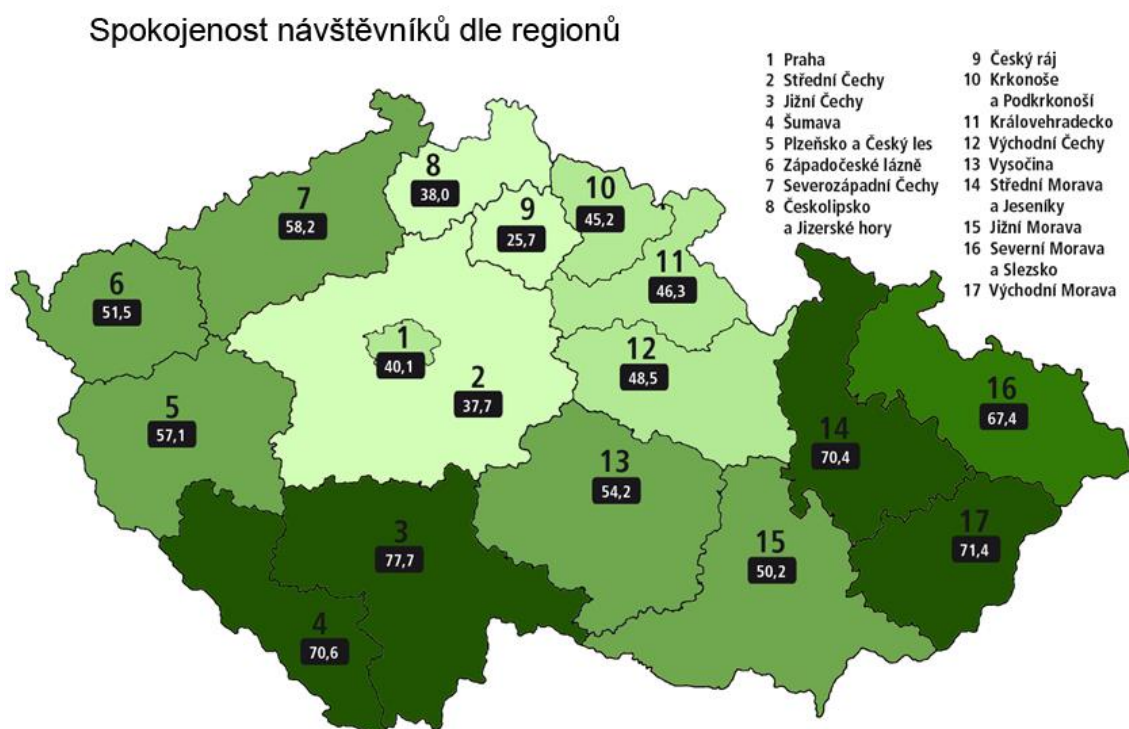 Spokojenost návštěvníků dle regionů
1 Praha
2 Střední Čechy
3 Jižní Čechy
4 Šumava
5 Plzeňsko a Český les
6 Západočeské lázně
7 Severozápadní Čechy
8 Českolipsko
a Jizerské hory
9 Český ráj
10 Krkonoše
a Podkrkonoší
11 Královehradecko
12 Východní Čechy
13 Vysočina
14 Střední Morava
a Jeseníky
15 Jižní Morava
16 Severní Morava
a Slezsko
17 Východní Morava
8
38,0
7
58,2
9
25,7
10
45,2
6
51,5
11
46,3
1
40,1
12
48,5
2
37,7
5
57,1
16
67,4
14
70,4
13
54,2
3
77,7
15
50,2
17
71,4
4
70,6